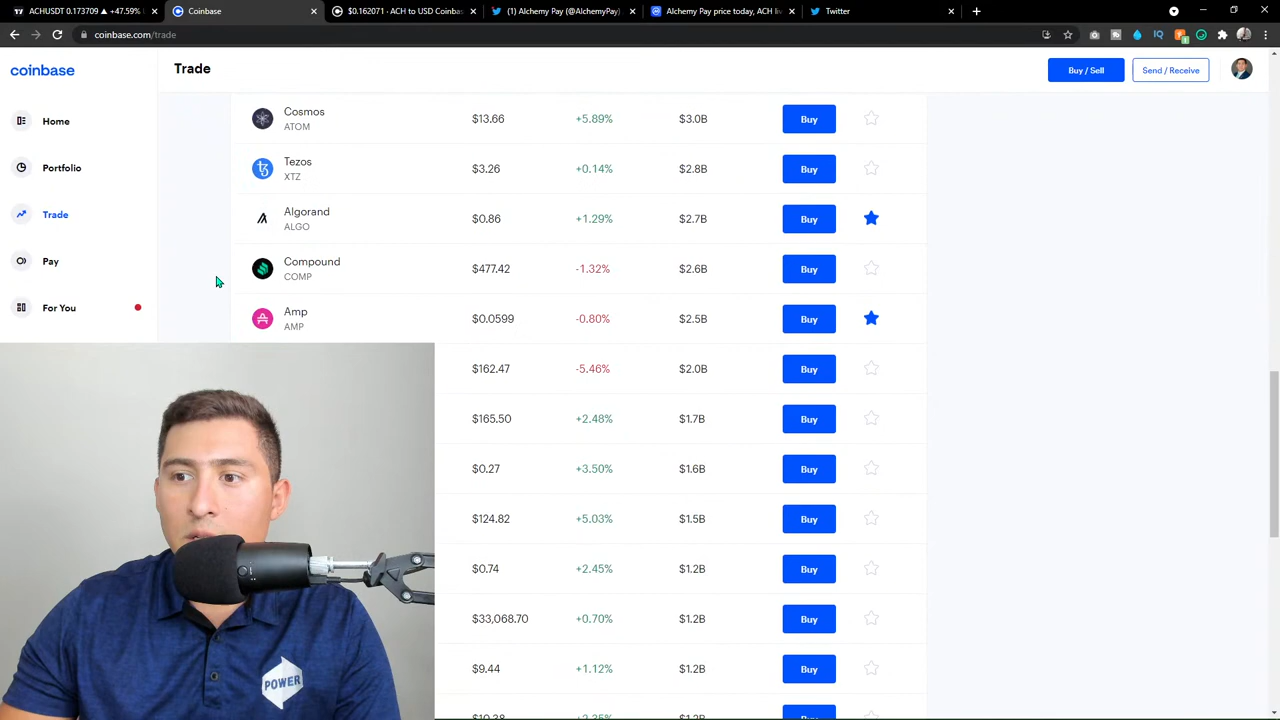 ACHUSDT 0.173709 ▲ +47.59%
Coinbase
$0.162071 - ACH to USD Coinbas
(1) Alchemy Pay (@AlchemyPay)
Alchemy Pay price today, ACH liv
Twitter
coinbase.com/trade
coinbase
Trade
Buy / Sell
Send / Receive
Home
Portfolio
Trade
Pay
For You
Cosmos
ATOM
$13.66
+5.89%
$3.0B
Buy
Tezos
XTZ
$3.26
+0.14%
$2.8B
Buy
Algorand
ALGO
$0.86
+1.29%
$2.7B
Buy
Compound
COMP
$477.42
-1.32%
$2.6B
Buy
Amp
AMP
$0.0599
-0.80%
$2.5B
Buy
$162.47
-5.46%
$2.0B
Buy
$165.50
+2.48%
$1.7B
Buy
$0.27
+3.50%
$1.6B
Buy
$124.82
+5.03%
$1.5B
Buy
$0.74
+2.45%
$1.2B
Buy
$33,068.70
+0.70%
$1.2B
Buy
$9.44
+1.12%
$1.2B
Buy
POWER